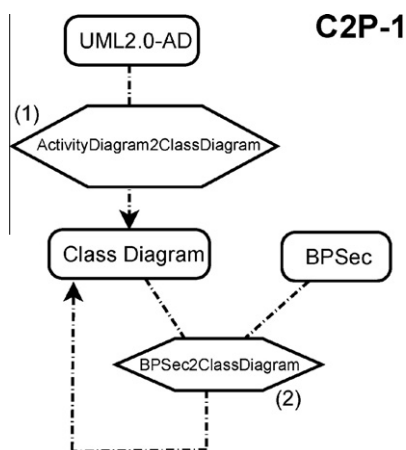 C2P-1
UML2.0-AD
(1)
ActivityDiagram2ClassDiagram
Class Diagram
BPSec
BPSec2ClassDiagram
(2)